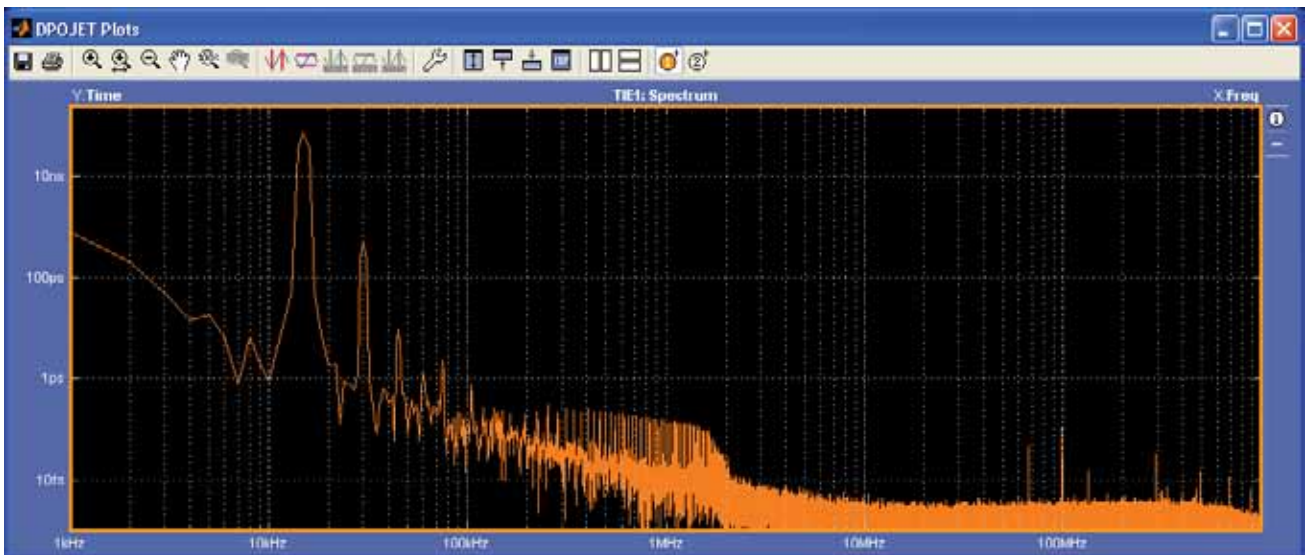 DPOJET Plots
Y:Time TIE1: Spectrum X:Freq
10ns
100ps
1ps
10fs
1kHz 10kHz 100kHz 1MHz 10MHz 100MHz